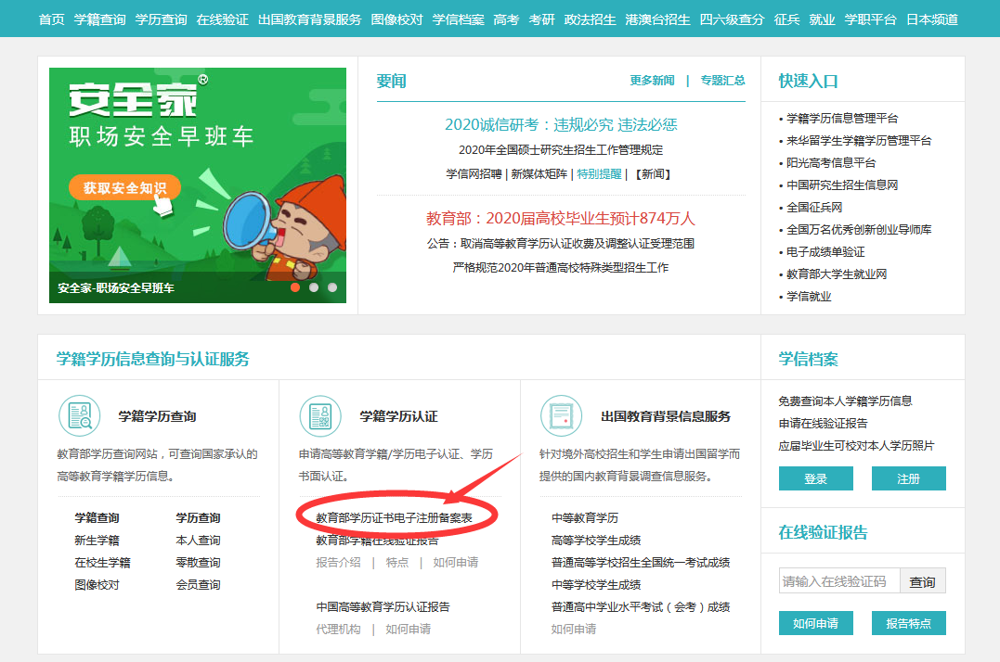 首页 学籍查询 学历查询 在线验证 出国教育背景服务 图像校对 学信档案 高考 考研 政法招生 港澳台招生 四六级查分 征兵 就业 学职平台 日本频道
安全家®
职场安全早班车
获取安全知识
安全家-职场安全早班车
要闻
更多新闻 | 专题汇总
2020诚信研考：违规必究 违法必惩
2020年全国硕士研究生招生工作管理规定
学信网招聘 | 新媒体矩阵 | 特别提醒 | 【新闻】
教育部：2020届高校毕业生预计874万人
公告：取消高等教育学历认证收费及调整认证受理范围
严格规范2020年普通高校特殊类型招生工作
快速入口
• 学籍学历信息管理平台
• 来华留学生学籍学历管理平台
• 阳光高考信息平台
• 中国研究生招生信息网
• 全国征兵网
• 全国万名优秀创新创业导师库
• 电子成绩单验证
• 教育部大学生就业网
• 学信就业
学籍学历信息查询与认证服务
学籍学历查询
教育部学历查询网站，可查询国家承认的
高等教育学籍学历信息。
学籍查询 学历查询
新生学籍 本人查询
在校生学籍 零散查询
图像校对 会员查询
学籍学历认证
申请高等教育学籍/学历电子认证、学历
书面认证。
教育部学历证书电子注册备案表
教育部学籍在线验证报告
报告介绍 | 特点 | 如何申请
中国高等教育学历认证报告
代理机构 | 如何申请
出国教育背景信息服务
针对境外高校招生和学生申请出国留学而
提供的国内教育背景调查信息服务。
中等教育学历
高等学校学生成绩
普通高等学校招生全国统一考试成绩
中等学校学生成绩
普通高中学业水平考试（会考）成绩
如何申请
学信档案
免费查询本人学籍学历信息
申请在线验证报告
应届毕业生可校对本人学历照片
登录 注册
在线验证报告
请输入在线验证码 查询
如何申请 报告特点